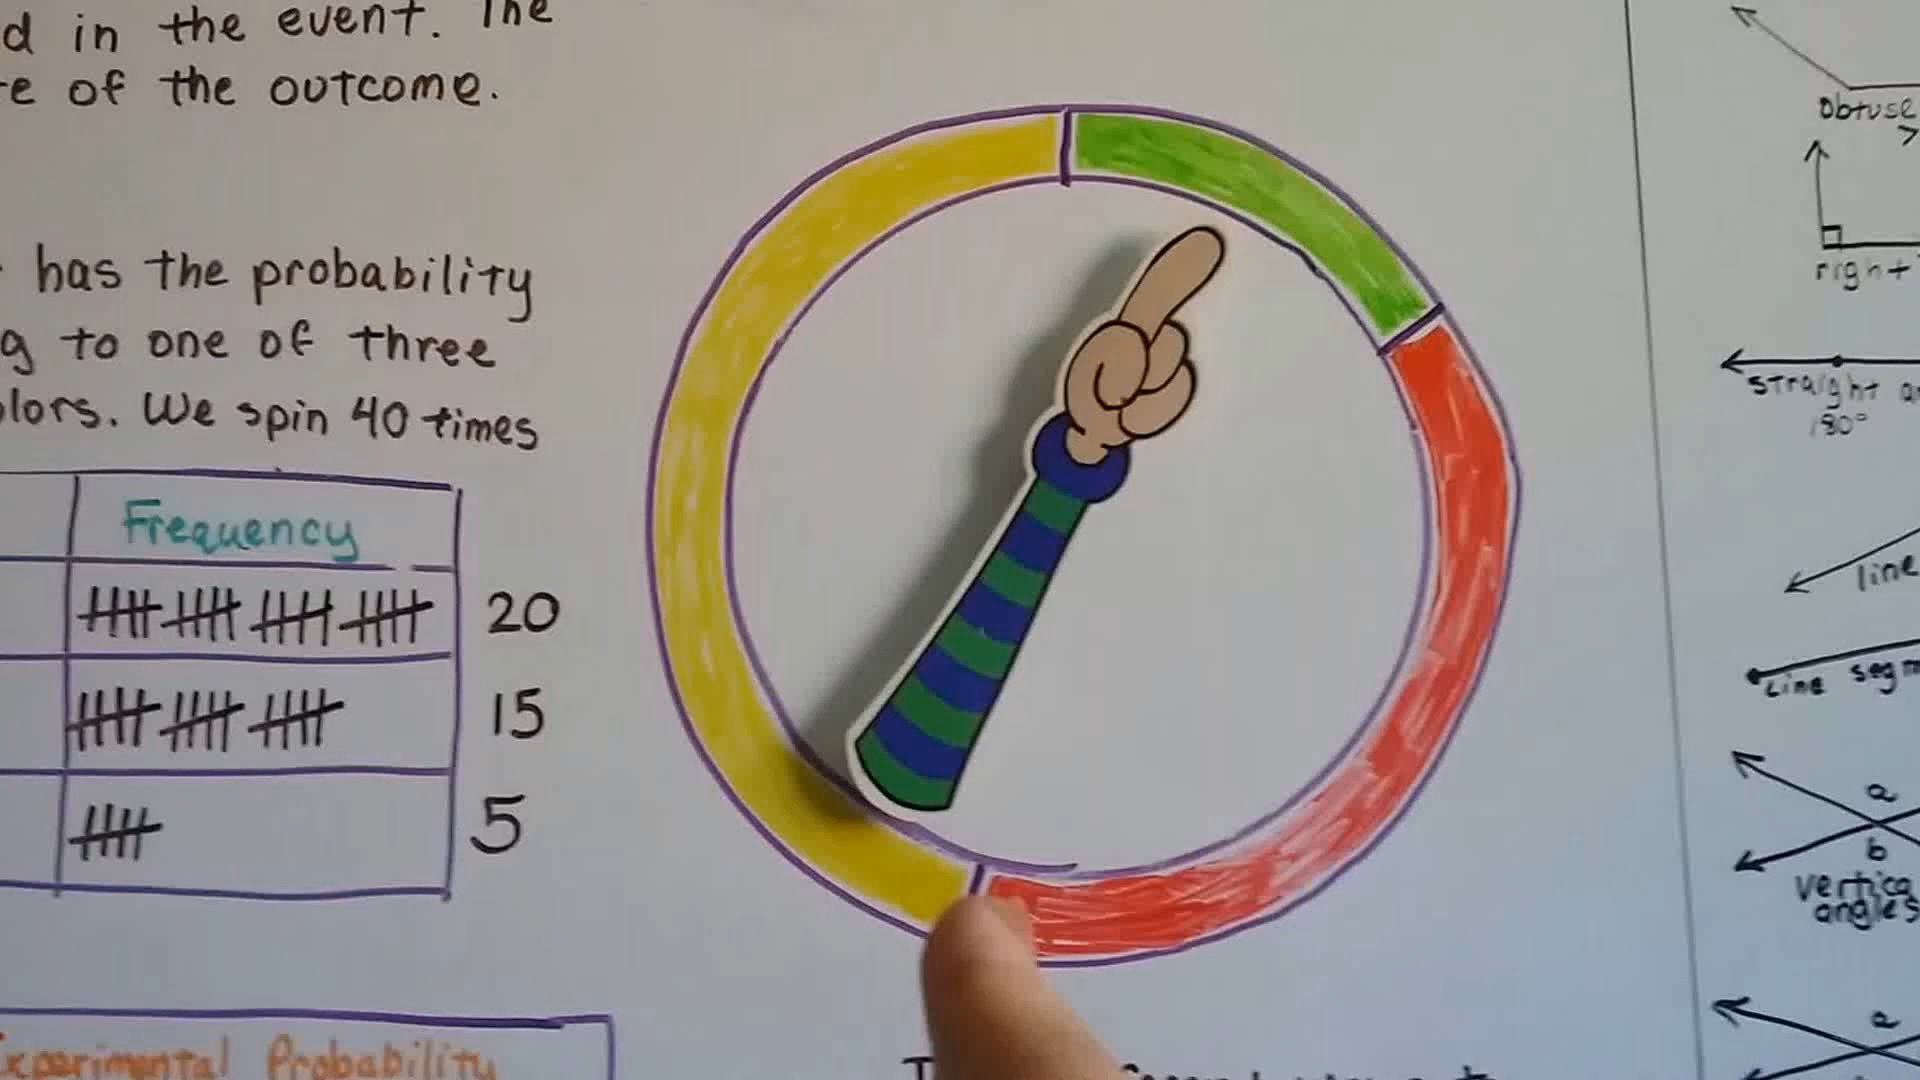 d in the event. The
e of the outcome.
has the probability
g to one of three
lors. We spin 40 times
Frequency
20
15
5
Experimental Probability
obtuse
>
right
straight
180°
line
Line segm
a
b
vertica
angles
a